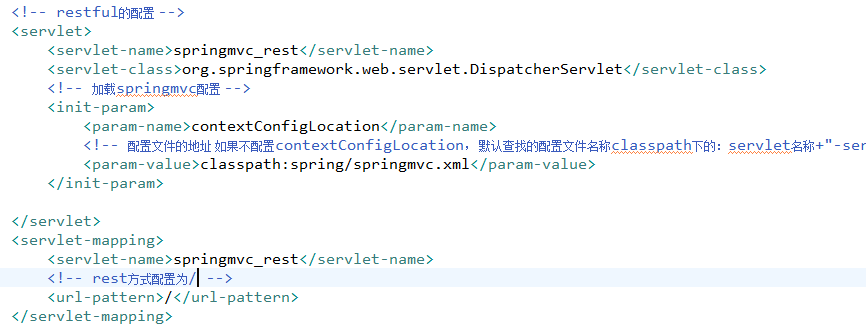 <!-- restful的配置 -->
<servlet>
<servlet-name>springmvc_rest</servlet-name>
<servlet-class>org.springframework.web.servlet.DispatcherServlet</servlet-class>
<!-- 加载springmvc配置 -->
<init-param>
<param-name>contextConfigLocation</param-name>
<!-- 配置文件的地址 如果不配置contextConfigLocation, 默认查找的配置文件名称classpath下的: servlet名称+"-ser
<param-value>classpath:spring/springmvc.xml</param-value>
</init-param>
</servlet>
<servlet-mapping>
<servlet-name>springmvc_rest</servlet-name>
<!-- rest方式配置为/ -->
<url-pattern>/</url-pattern>
</servlet-mapping>